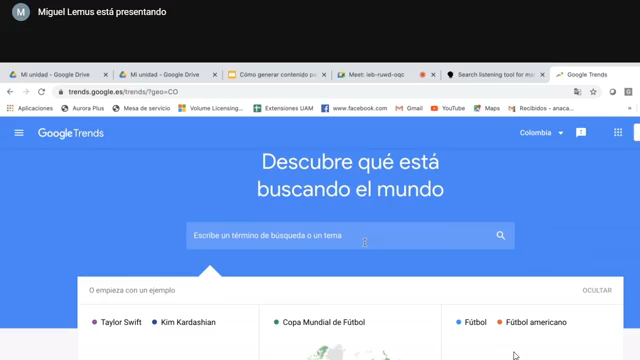 M Miguel Lemus está presentando
Mi unidad - Google Drive
Mi unidad - Google Drive
Cómo generar contenido pa
Meet: ieb-ruwd-oqc
Search listening tool for ma
Google Trends
trends.google.es/trends/?geo=CO
Aplicaciones
Aurora Plus
Mesa de servicio
Volume Licensing...
Extensiones UAM
www.facebook.com
Gmail
YouTube
Maps
Recibidos - anaca...
Google Trends
Colombia
Descubre qué está
buscando el mundo
Escribe un término de búsqueda o un tema
O empieza con un ejemplo
OCULTAR
Taylor Swift
Kim Kardashian
Copa Mundial de Fútbol
Fútbol
Fútbol americano